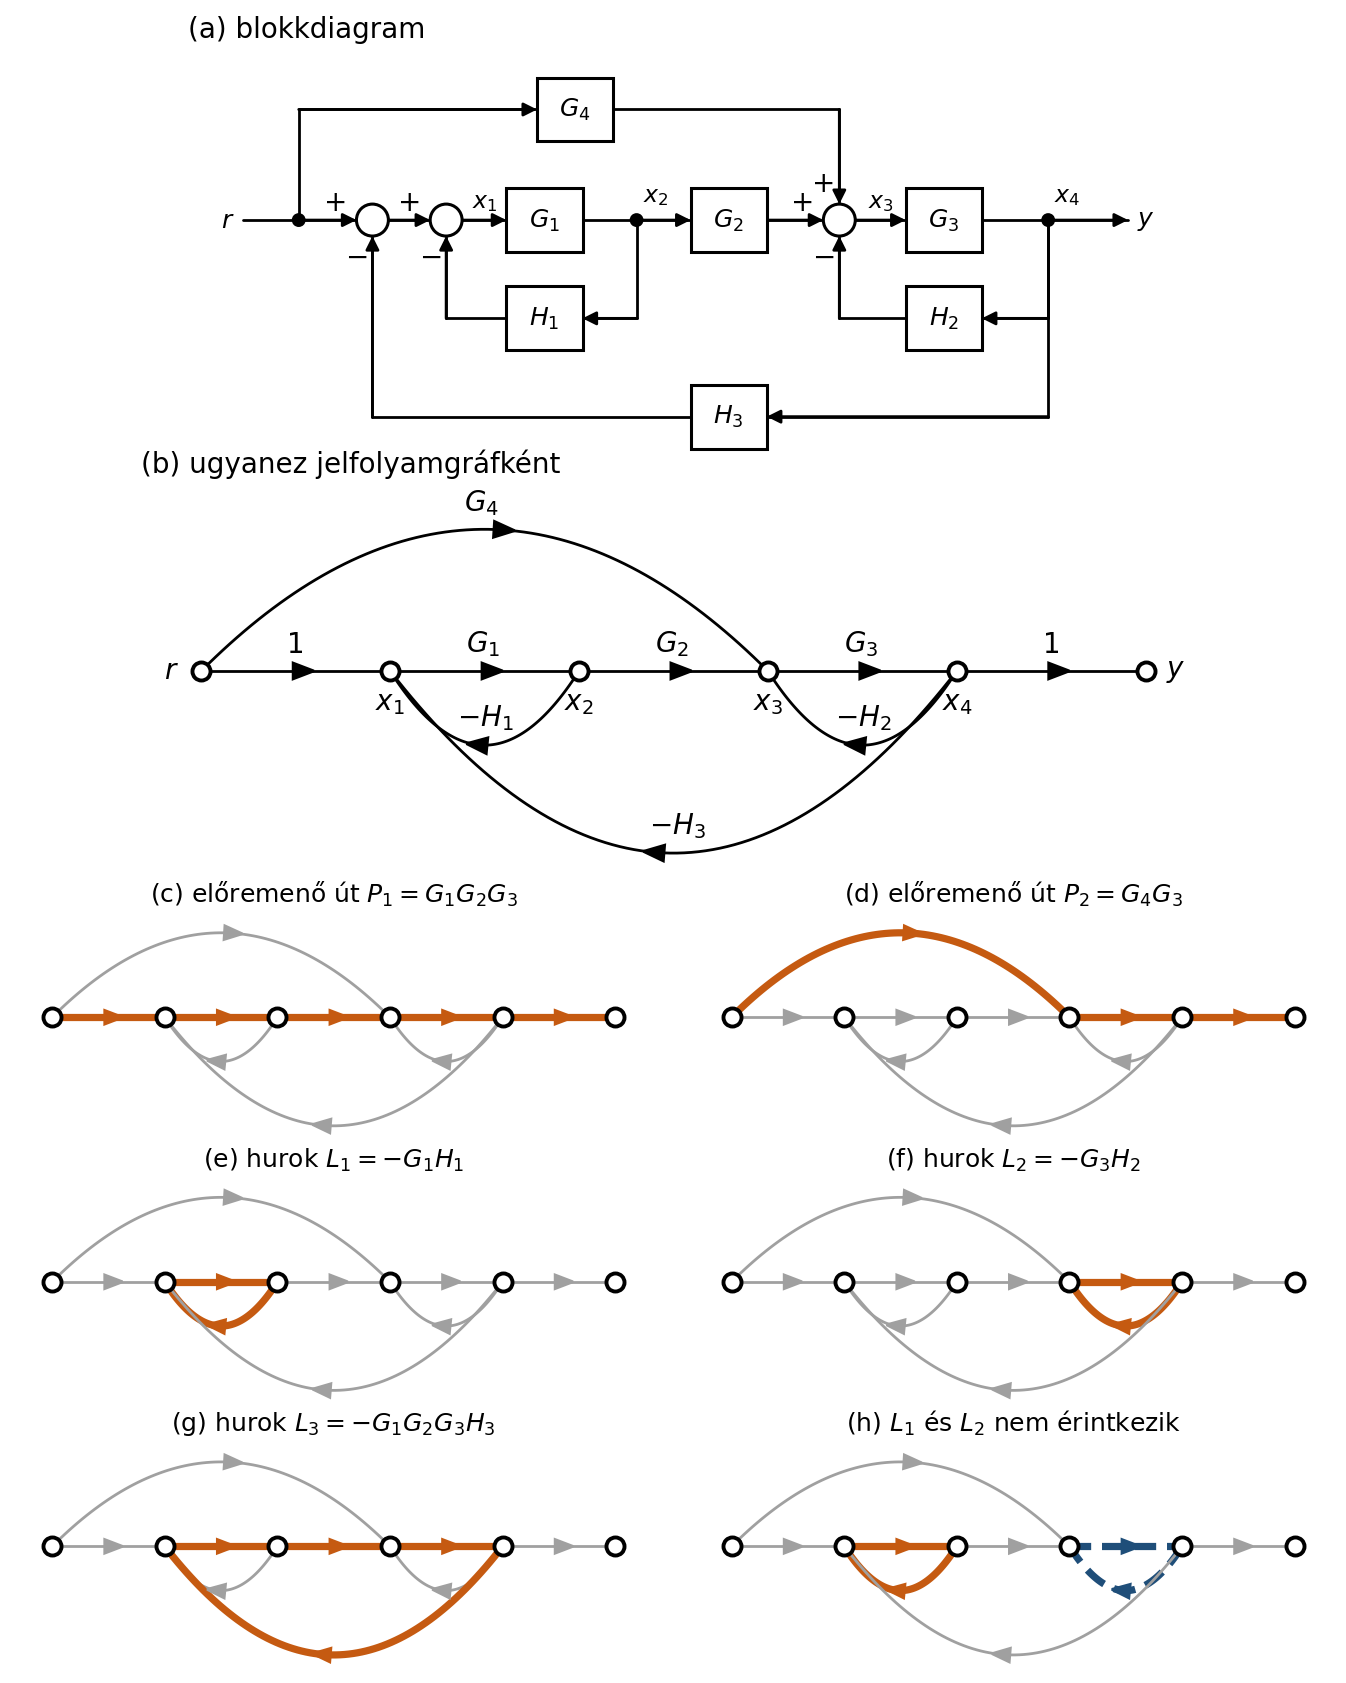 (a) blokkdiagram
G₄
r + + x₁ G₁ x₂ G₂ + + x₃ G₃ x₄ y
− − −
H₁ H₂
H₃
(b) ugyanez jelfolyamgráfként
G₄
r 1 G₁ G₂ G₃ 1 y
x₁ x₂ x₃ x₄
−H₁ −H₂
−H₃
(c) előremenő út P₁ = G₁G₂G₃
(d) előremenő út P₂ = G₄G₃
(e) hurok L₁ = −G₁H₁
(f) hurok L₂ = −G₃H₂
(g) hurok L₃ = −G₁G₂G₃H₃
(h) L₁ és L₂ nem érintkezik